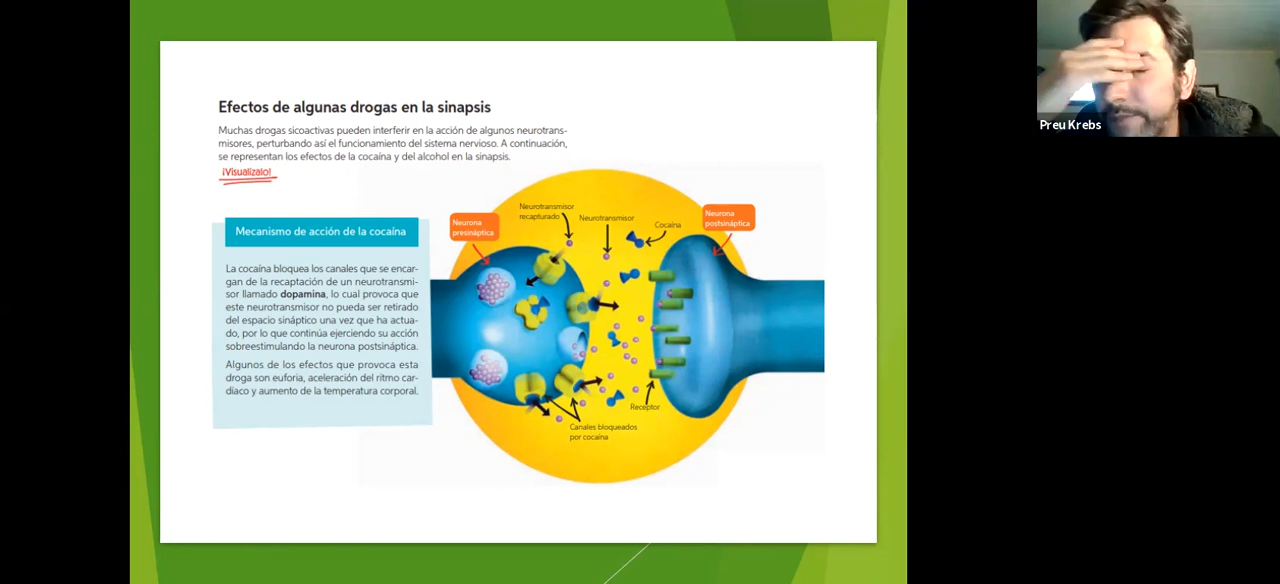 Efectos de algunas drogas en la sinapsis
Muchas drogas sicoactivas pueden interferir en la acción de algunos neurotrans-
misores, perturbando así el funcionamiento del sistema nervioso. A continuación,
se representan los efectos de la cocaína y del alcohol en la sinapsis.
¡Visualízalo!
Mecanismo de acción de la cocaína
La cocaína bloquea los canales que se encar-
gan de la recaptación de un neurotransmi-
sor llamado dopamina, lo cual provoca que
este neurotransmisor no pueda ser retirado
del espacio sináptico una vez que ha actua-
do, por lo que continúa ejerciendo su acción
sobreestimulando la neurona postsináptica.
Algunos de los efectos que provoca esta
droga son euforia, aceleración del ritmo car-
díaco y aumento de la temperatura corporal.
Neurona
presináptica
Neurotransmisor
recapturado
Neurotransmisor
Cocaína
Neurona
postsináptica
Receptor
Canales bloqueados
por cocaína
Preu Krebs